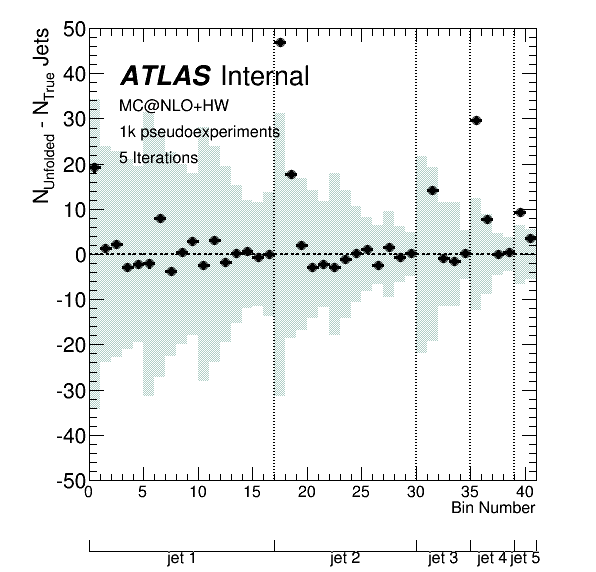 N_Unfolded - N_True Jets
50
40
30
20
10
0
-10
-20
-30
-40
-50
ATLAS Internal
MC@NLO+HW
1k pseudoexperiments
5 Iterations
0 5 10 15 20 25 30 35 40
Bin Number
jet 1 jet 2 jet 3 jet 4 jet 5